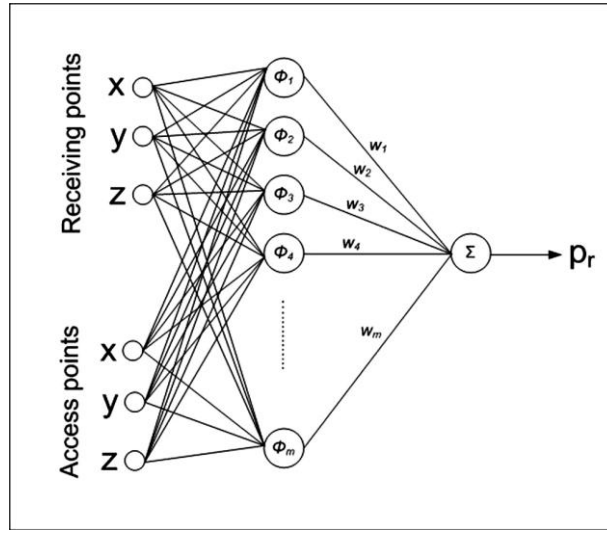 Receiving points
x
y
z
Access points
x
y
z
Φ1
Φ2
Φ3
Φ4
Φm
w1
w2
w3
w4
wm
Σ
pr